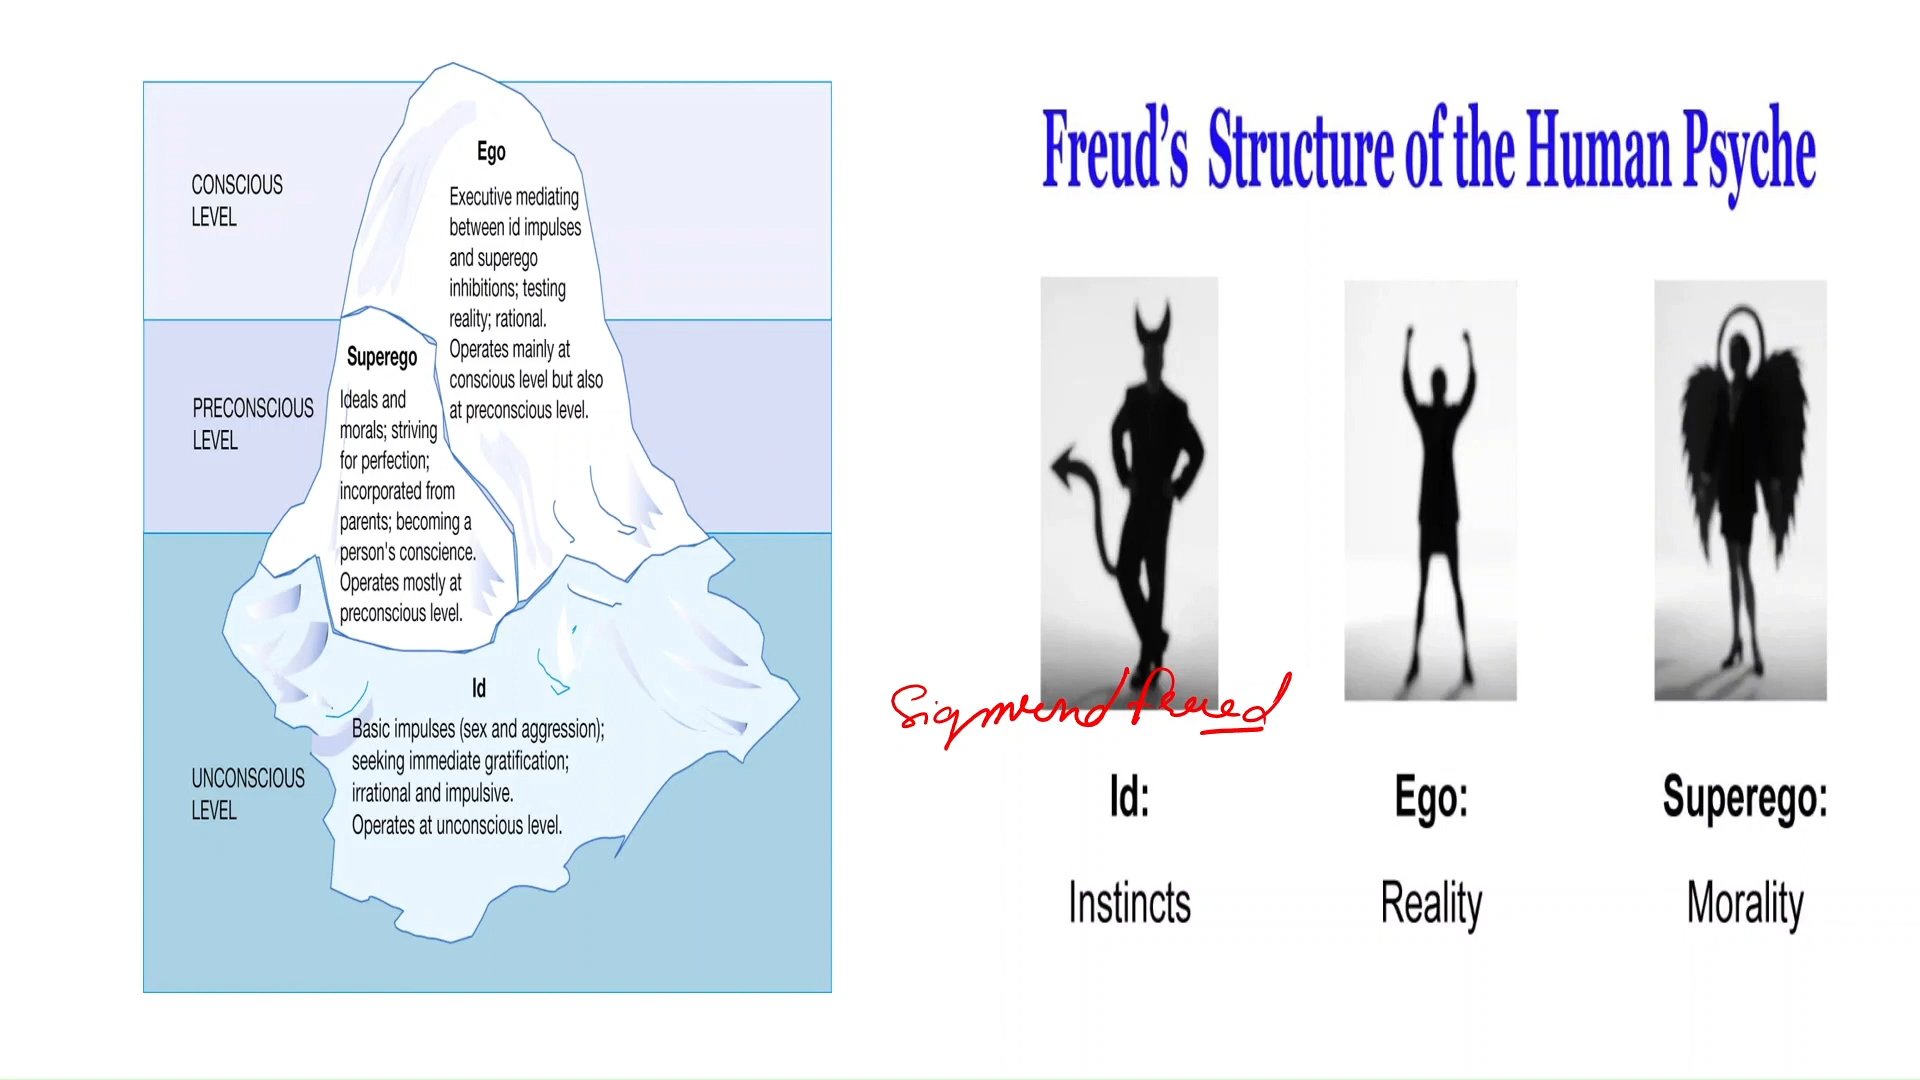 CONSCIOUS
LEVEL
Ego
Executive mediating
between id impulses
and superego
inhibitions; testing
reality; rational.
Operates mainly at
conscious level but also
at preconscious level.
PRECONSCIOUS
LEVEL
Superego
Ideals and
morals; striving
for perfection;
incorporated from
parents; becoming a
person's conscience.
Operates mostly at
preconscious level.
UNCONSCIOUS
LEVEL
Id
Basic impulses (sex and aggression);
seeking immediate gratification;
irrational and impulsive.
Operates at unconscious level.
Freud's Structure of the Human Psyche
Sigmund Freud
Id:
Instincts
Ego:
Reality
Superego:
Morality